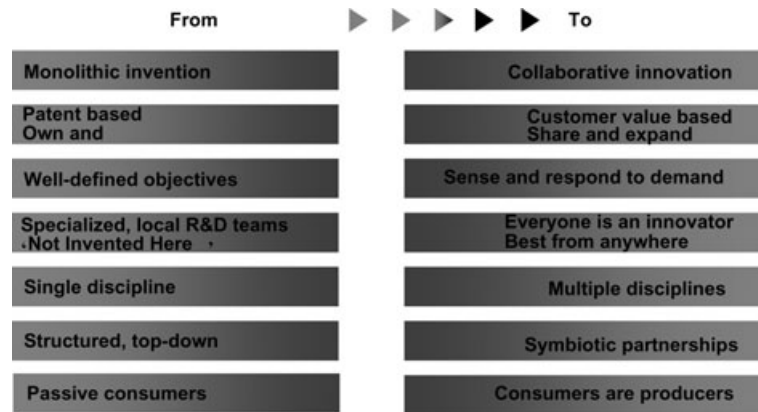 From To
Monolithic invention
Collaborative innovation
Patent based
Own and
Customer value based
Share and expand
Well-defined objectives
Sense and respond to demand
Specialized, local R&D teams
‘Not Invented Here ’
Everyone is an innovator
Best from anywhere
Single discipline
Multiple disciplines
Structured, top-down
Symbiotic partnerships
Passive consumers
Consumers are producers